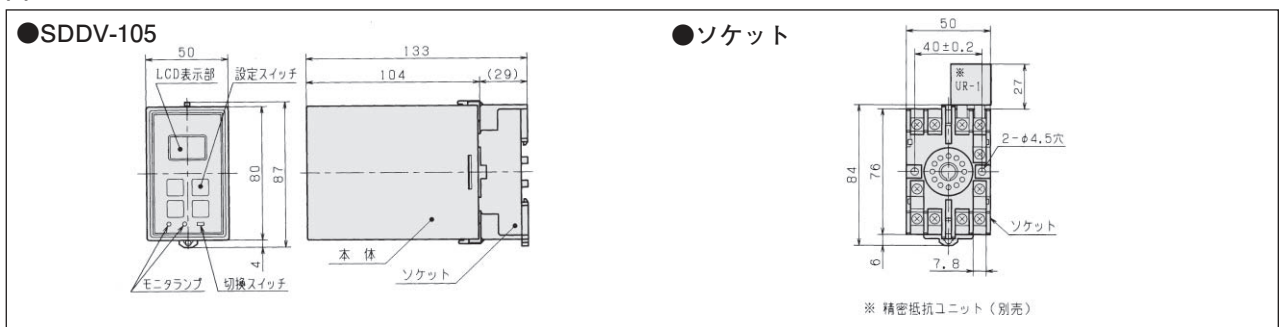 ●SDDV-105
50
LCD表示部
設定スイッチ
80
87
4
モニタランプ
切換スイッチ
133
104
(29)
本 体
ソケット
●ソケット
50
40±0.2
※
UR-1
27
2-φ4.5穴
84
76
6
7.8
ソケット
※ 精密抵抗ユニット(別売)